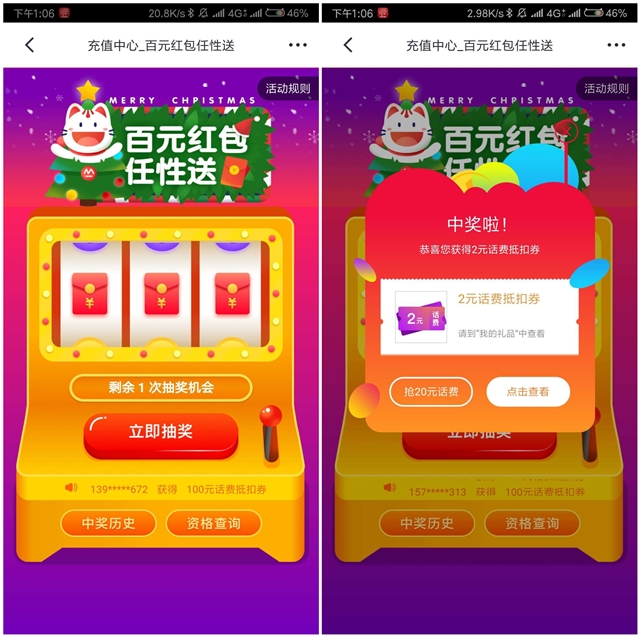 下午1:06
20.8K/s
4G
46%
充值中心_百元红包任性送
活动规则
MERRY CHPISTMAS
百元红包
任性送
¥ ¥ ¥
剩余 1 次抽奖机会
立即抽奖
139*****672 获得 100元话费抵扣券
中奖历史
资格查询
下午1:06
2.98K/s
4G
46%
充值中心_百元红包任性送
活动规则
MERRY CHPISTMAS
百元红包
任性送
中奖啦！
恭喜您获得2元话费抵扣券
2元
话费
2元话费抵扣券
请到“我的礼品”中查看
抢20元话费
点击查看
立即抽奖
157*****313 获得 100元话费抵扣券
中奖历史
资格查询